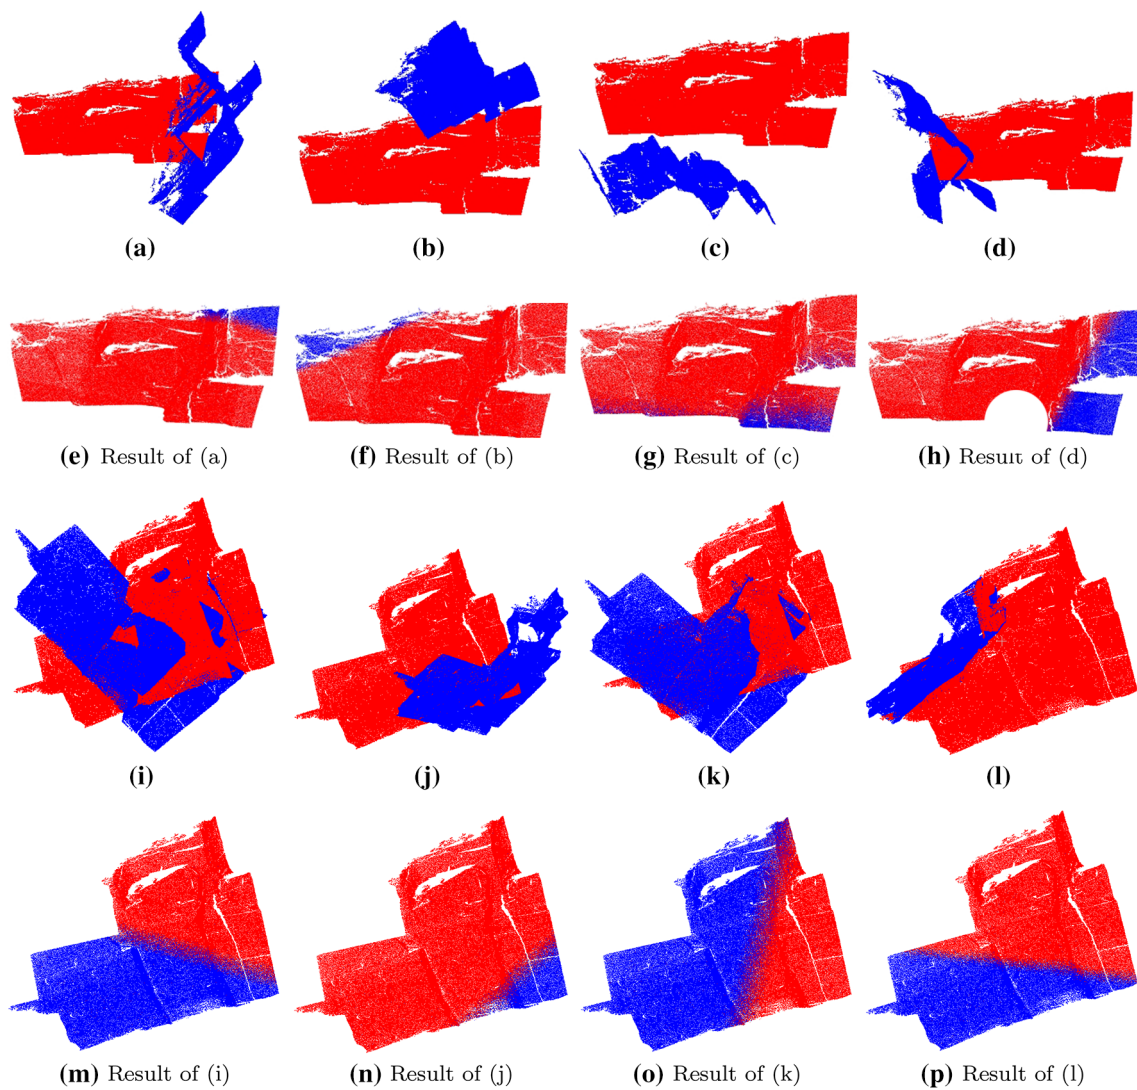 (a) (b) (c) (d)
(e) Result of (a) (f) Result of (b) (g) Result of (c) (h) Result of (d)
(i) (j) (k) (l)
(m) Result of (i) (n) Result of (j) (o) Result of (k) (p) Result of (l)